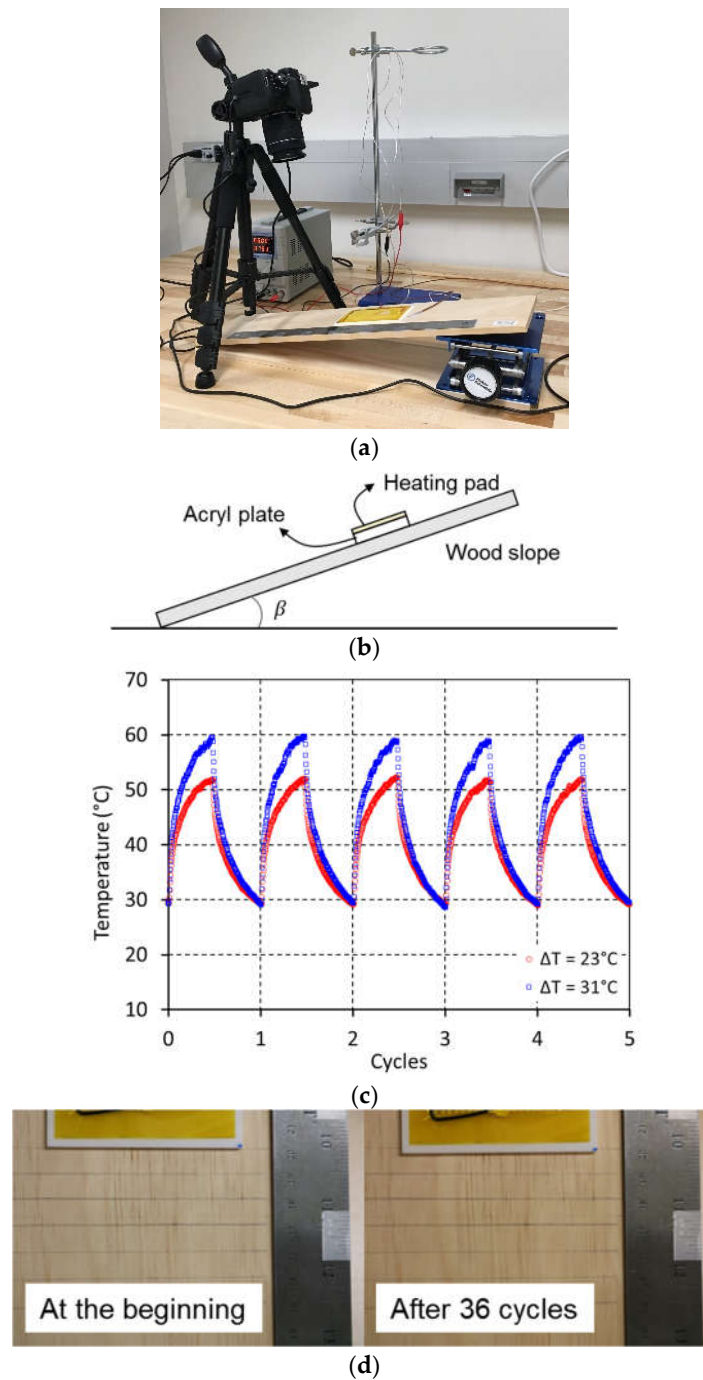 (a)
Heating pad
Acryl plate
Wood slope
β
(b)
70
60
50
40
30
20
10
Temperature (°C)
ΔT = 23°C
ΔT = 31°C
0 1 2 3 4 5
Cycles
(c)
At the beginning
After 36 cycles
(d)